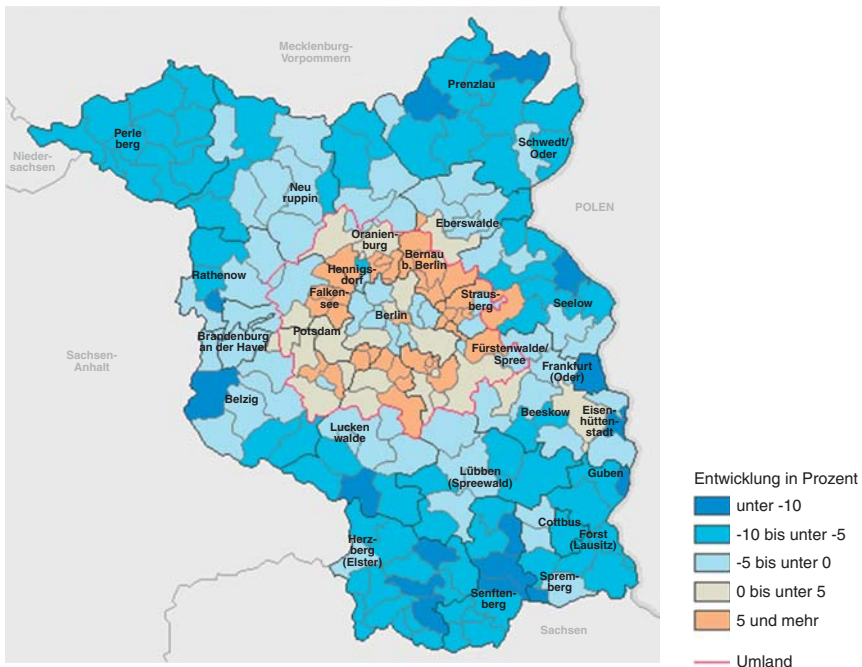 Mecklenburg-
Vorpommern
Prenzlau
Perle
berg
Schwedt/
Oder
Nieder-
sachsen
Neu
ruppin
POLEN
Eberswalde
Oranien-
burg
Bernau
b. Berlin
Rathenow
Hennigs-
dorf
Falken-
see
Straus-
berg
Seelow
Berlin
Potsdam
Brandenburg
an der Havel
Sachsen-
Anhalt
Fürstenwalde/
Spree
Frankfurt
(Oder)
Belzig
Beeskow
Eisen-
hütten-
stadt
Lucken
walde
Lübben
(Spreewald)
Guben
Cottbus
Forst
(Lausitz)
Herz-
berg
(Elster)
Sprem-
berg
Senften-
berg
Sachsen
Entwicklung in Prozent
unter -10
-10 bis unter -5
-5 bis unter 0
0 bis unter 5
5 und mehr
Umland